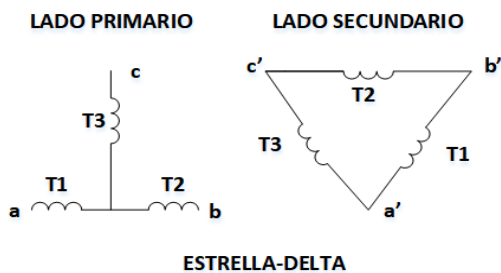 LADO PRIMARIO
LADO SECUNDARIO
c
c’
b’
T2
T3
T3
T1
T1
T2
a
b
a’
ESTRELLA-DELTA